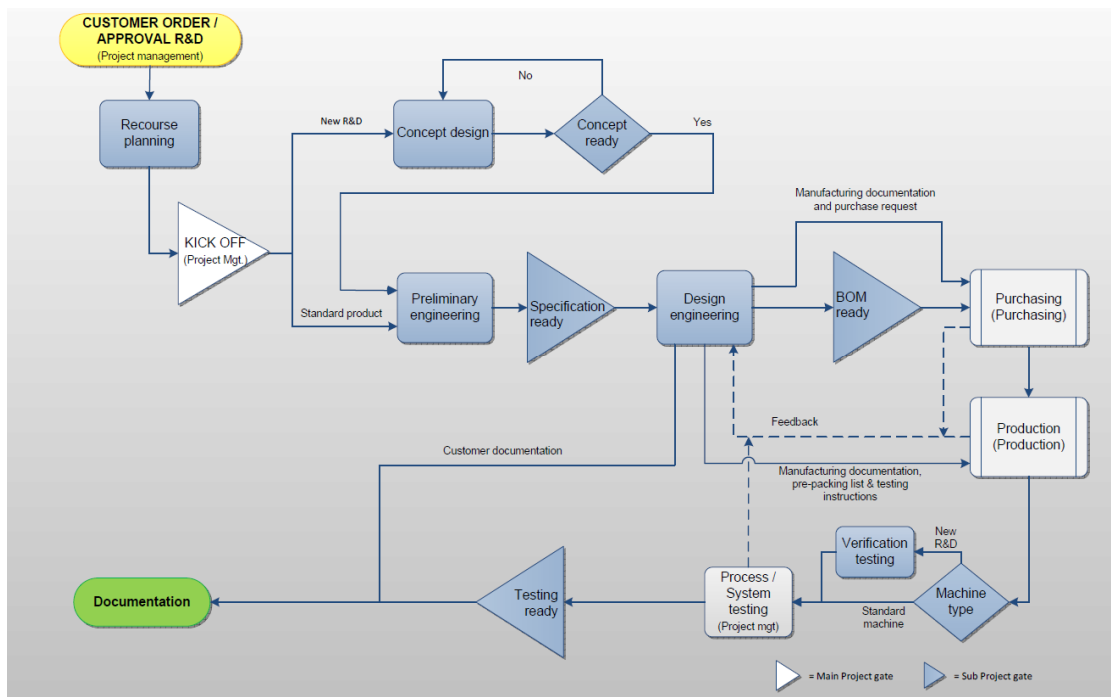 CUSTOMER ORDER /
APPROVAL R&D
(Project management)
Recourse
planning
KICK OFF
(Project Mgt.)
New R&D
Concept design
No
Concept
ready
Yes
Standard product
Preliminary
engineering
Specification
ready
Design
engineering
Manufacturing documentation
and purchase request
BOM
ready
Purchasing
(Purchasing)
Production
(Production)
Feedback
Customer documentation
Manufacturing documentation,
pre-packing list & testing
instructions
New
R&D
Verification
testing
Machine
type
Standard
machine
Process /
System
testing
(Project mgt)
Testing
ready
Documentation
= Main Project gate
= Sub Project gate